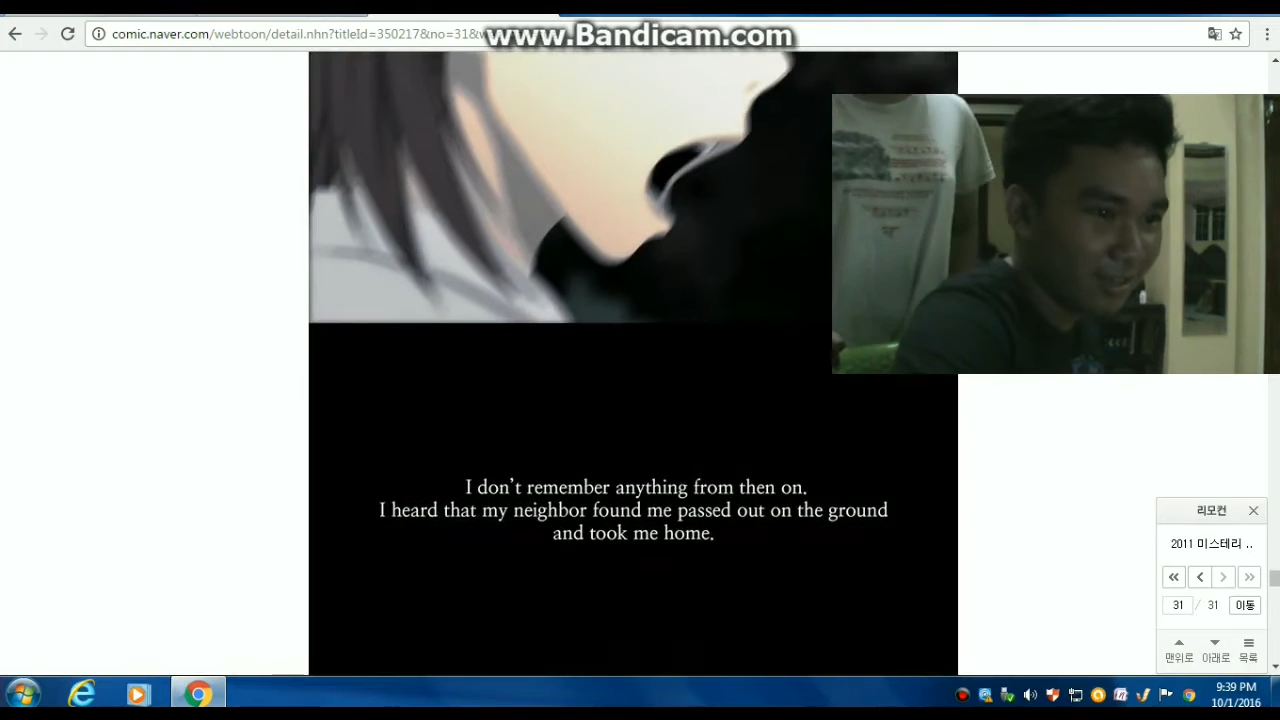 www.Bandicam.com
comic.naver.com/webtoon/detail.nhn?titleId=350217&no=31&
I don't remember anything from then on.
I heard that my neighbor found me passed out on the ground
and took me home.
리모컨
2011 미스테리 ..
31 / 31 이동
맨위로 아래로 목록
9:39 PM
10/1/2016